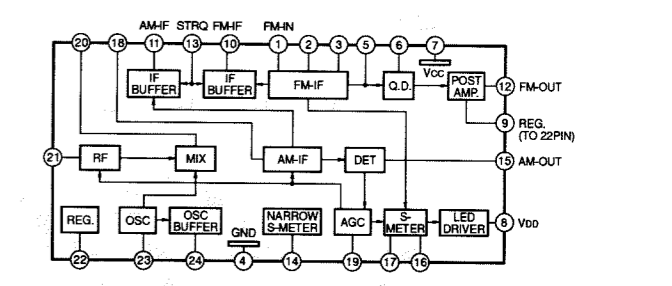 AM-IF STRQ FM-IF FM-IN
20 18 11 13 10 1 2 3 5 6 7
VCC
IF BUFFER
IF BUFFER
FM-IF
Q.D.
POST AMP.
12 FM-OUT
9 REG. (TO 22PIN)
21
RF
MIX
AM-IF
DET
15 AM-OUT
REG.
OSC
OSC BUFFER
GND
NARROW S-METER
AGC
S-METER
LED DRIVER
8 VDD
22 23 24 4 14 19 17 16